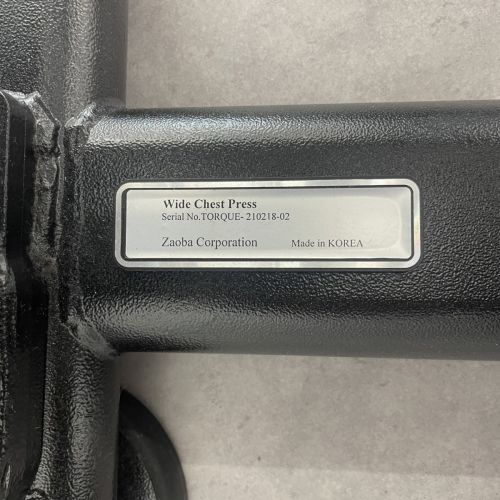 Wide Chest Press
Serial No.TORQUE- 210218-02
Zaoba Corporation Made in KOREA